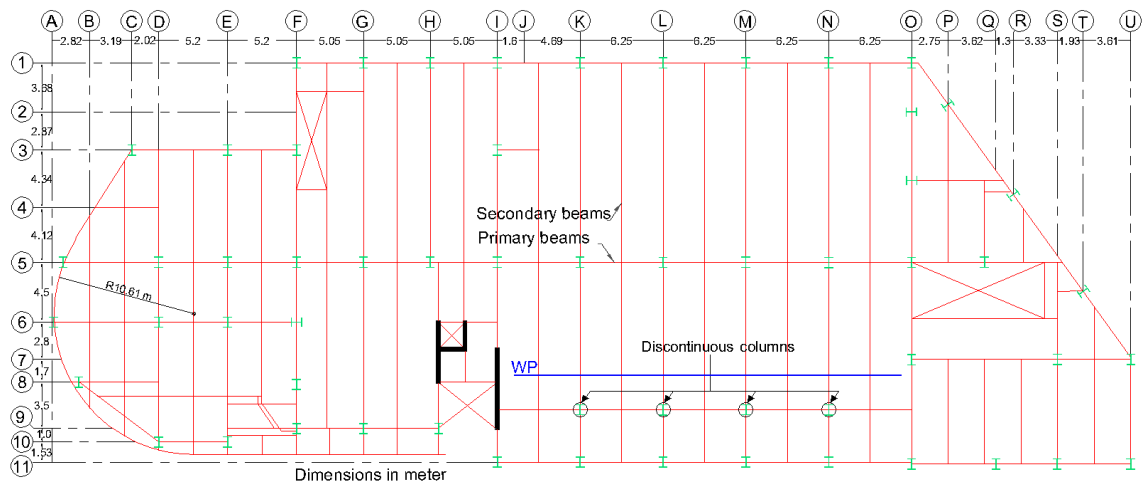 A B C D E F G H I J K L M N O P Q R S T U
2.82 3.19 2.02 5.2 5.2 5.05 5.05 5.05 1.6 4.69 6.25 6.25 6.25 6.25 2.75 3.62 1.3 3.33 1.93 3.61
1
3.68
2
2.87
3
4.34
4
Secondary beams
4.12
Primary beams
5
R10.61 m
4.5
6
2.8
Discontinuous columns
7
WP
1.7
8
3.5
9
1.0
10
1.53
11
Dimensions in meter